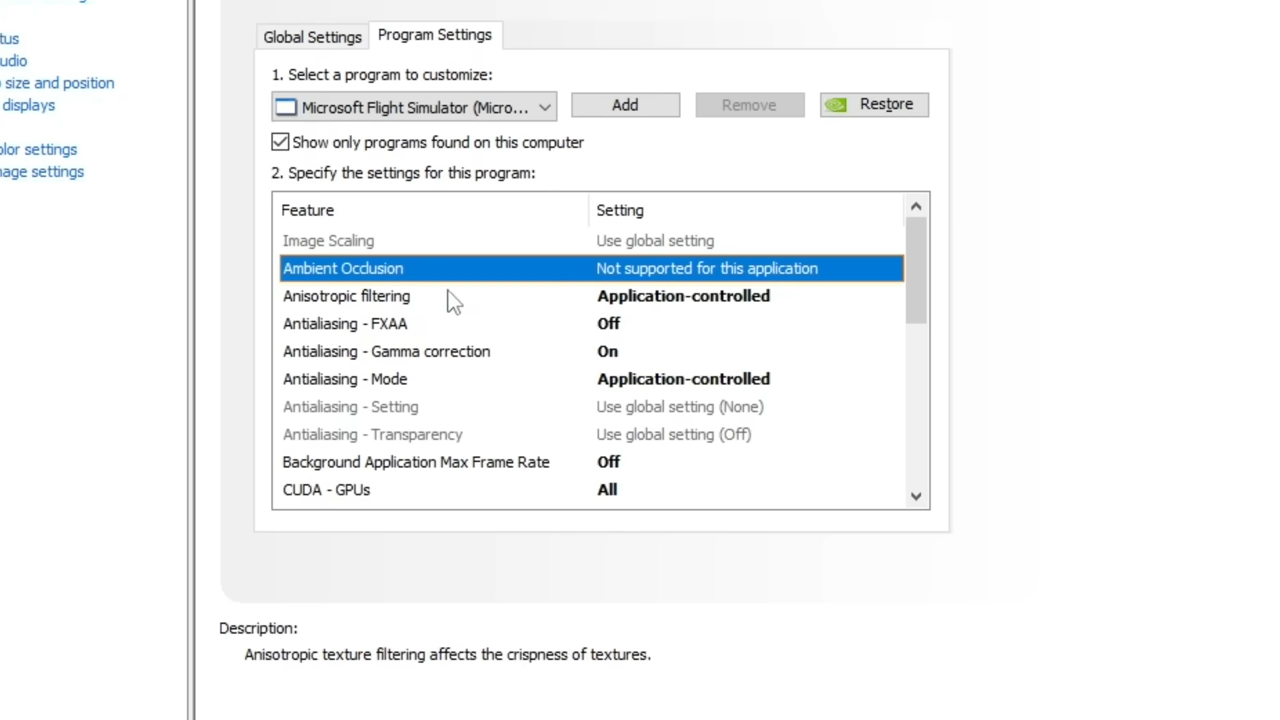 tus
udio
size and position
displays
olor settings
nage settings
Global Settings
Program Settings
1. Select a program to customize:
Microsoft Flight Simulator (Micro...
Add
Remove
Restore
Show only programs found on this computer
2. Specify the settings for this program:
Feature Setting
Image Scaling Use global setting
Ambient Occlusion Not supported for this application
Anisotropic filtering Application-controlled
Antialiasing - FXAA Off
Antialiasing - Gamma correction On
Antialiasing - Mode Application-controlled
Antialiasing - Setting Use global setting (None)
Antialiasing - Transparency Use global setting (Off)
Background Application Max Frame Rate Off
CUDA - GPUs All
Description:
Anisotropic texture filtering affects the crispness of textures.